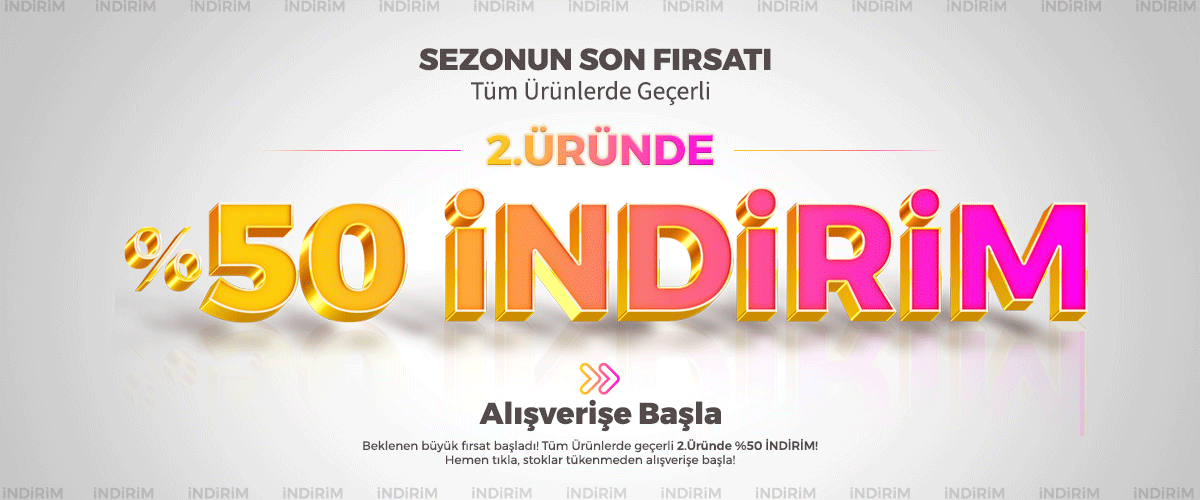 İNDİRİM İNDİRİM İNDİRİM İNDİRİM İNDİRİM İNDİRİM İNDİRİM İNDİRİM İNDİRİM İNDİRİM İNDİRİM İNDİRİM İNDİRİM
SEZONUN SON FIRSATI
Tüm Ürünlerde Geçerli
2.ÜRÜNDE
%50 İNDİRİM
Alışverişe Başla
Beklenen büyük fırsat başladı! Tüm Ürünlerde geçerli 2.Üründe %50 İNDİRİM!
Hemen tıkla, stoklar tükenmeden alışverişe başla!
İNDİRİM İNDİRİM İNDİRİM İNDİRİM İNDİRİM İNDİRİM İNDİRİM İNDİRİM İNDİRİM İNDİRİM İNDİRİM İNDİRİM İNDİRİM